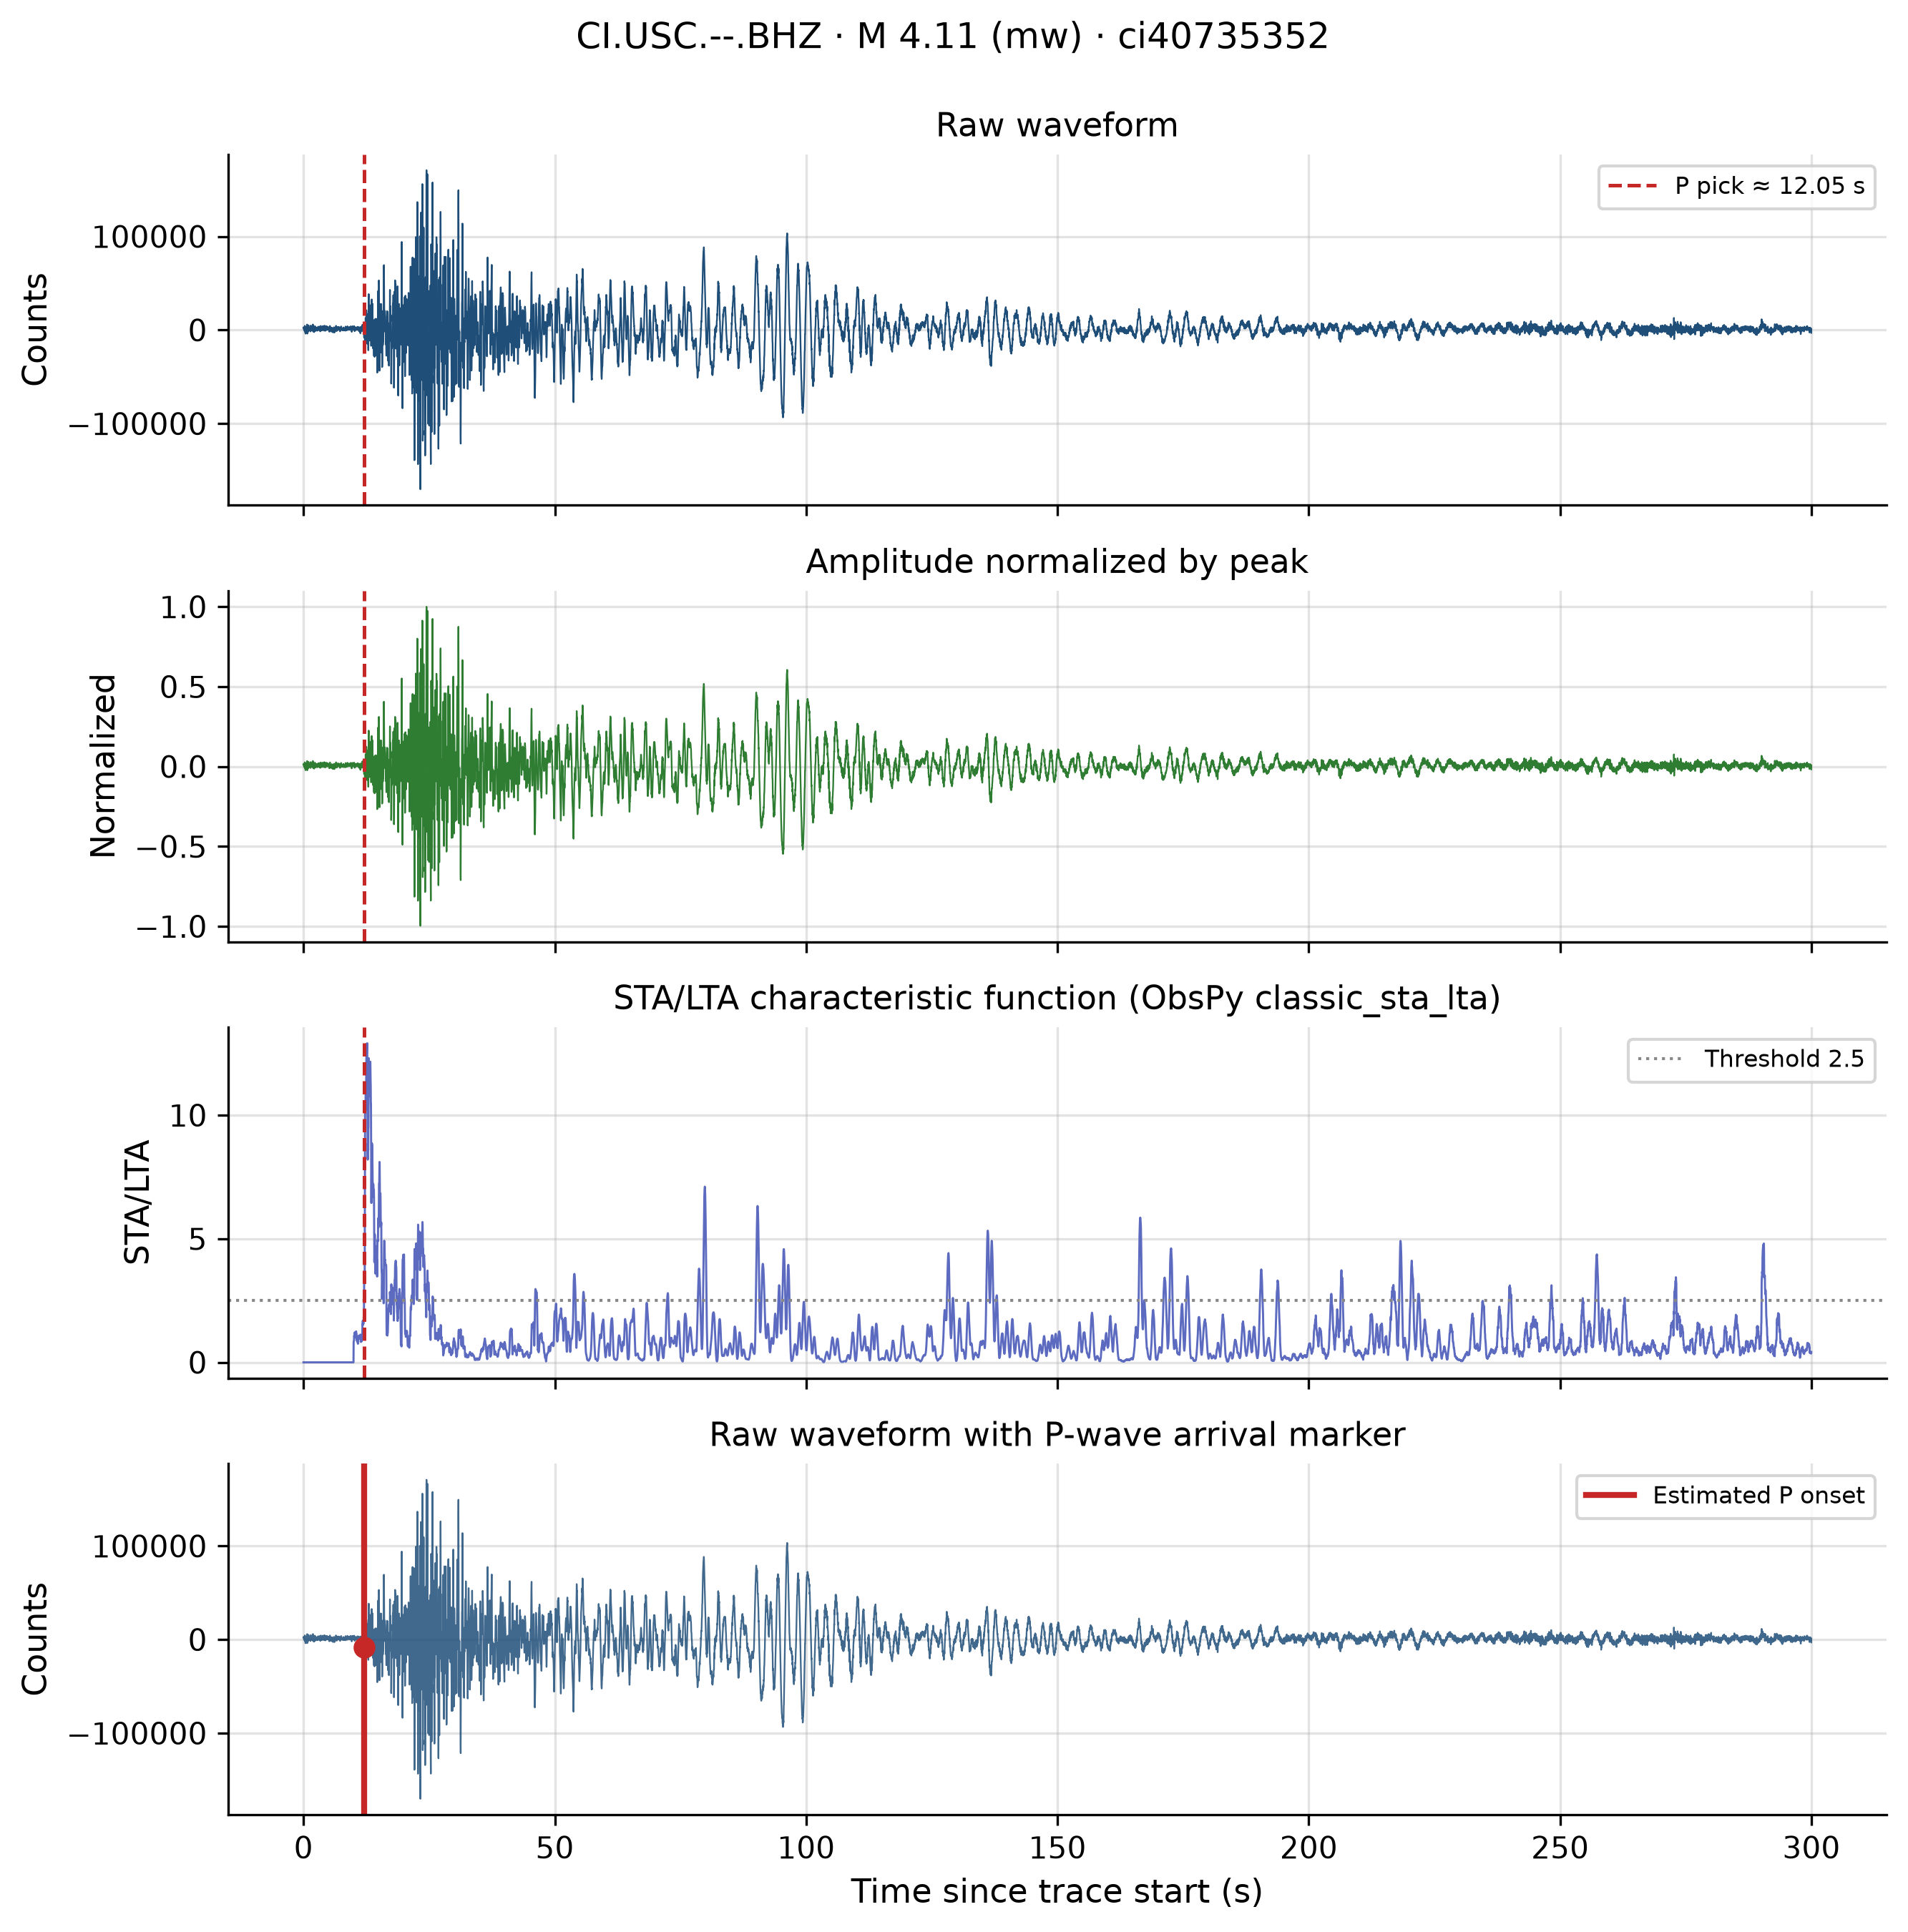 CI.USC.--.BHZ · M 4.11 (mw) · ci40735352
Raw waveform
P pick ≈ 12.05 s
Counts
100000
0
−100000
Amplitude normalized by peak
Normalized
1.0
0.5
0.0
−0.5
−1.0
STA/LTA characteristic function (ObsPy classic_sta_lta)
Threshold 2.5
STA/LTA
10
5
0
Raw waveform with P-wave arrival marker
Estimated P onset
Counts
100000
0
−100000
0 50 100 150 200 250 300
Time since trace start (s)